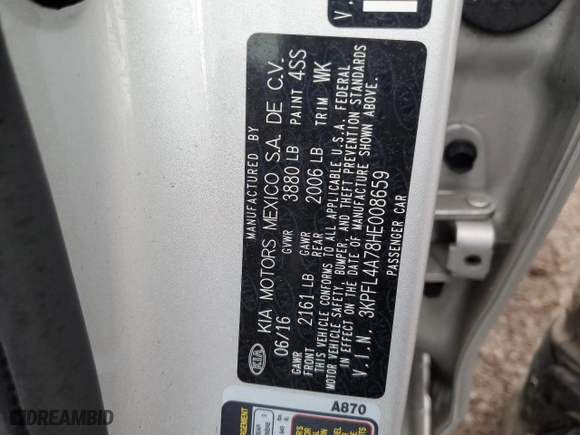 KIA
MANUFACTURED BY
KIA MOTORS MEXICO S.A. DE C.V.
06/16 GVWR 3880 LB PAINT 4SS
GAWR FRONT 2161 LB GAWR REAR 2006 LB TRIM WK
THIS VEHICLE CONFORMS TO ALL APPLICABLE U.S.A. FEDERAL
MOTOR VEHICLE SAFETY, BUMPER, AND THEFT PREVENTION STANDARDS
IN EFFECT ON THE DATE OF MANUFACTURE SHOWN ABOVE.
V.I.N. 3KPFL4A78HE008659
PASSENGER CAR
A870
DREAMBID